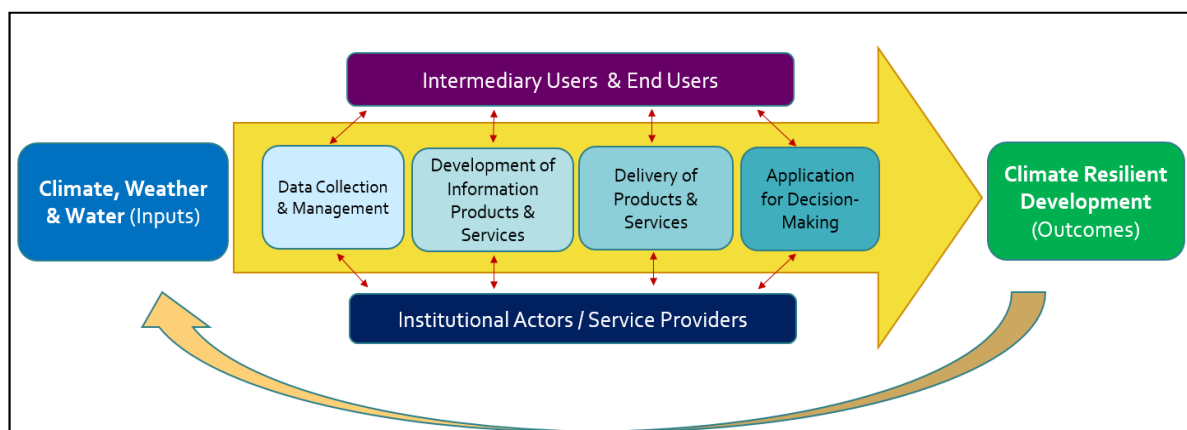 Intermediary Users & End Users
Climate, Weather
& Water (Inputs)
Data Collection
& Management
Development of
Information
Products &
Services
Delivery of
Products &
Services
Application
for Decision-
Making
Climate Resilient
Development
(Outcomes)
Institutional Actors / Service Providers